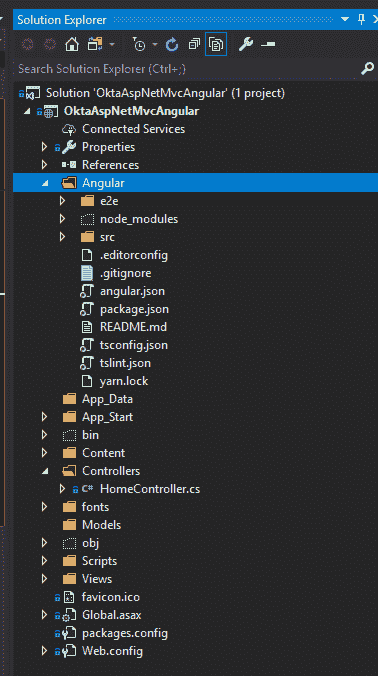 Solution Explorer
Search Solution Explorer (Ctrl+;)
Solution 'OktaAspNetMvcAngular' (1 project)
OktaAspNetMvcAngular
Connected Services
Properties
References
Angular
e2e
node_modules
src
.editorconfig
.gitignore
angular.json
package.json
README.md
tsconfig.json
tslint.json
yarn.lock
App_Data
App_Start
bin
Content
Controllers
C# HomeController.cs
fonts
Models
obj
Scripts
Views
favicon.ico
Global.asax
packages.config
Web.config